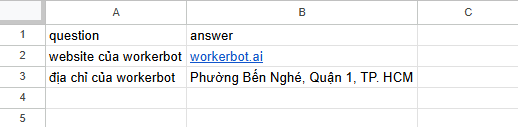 A B C
1 question answer
2 website của workerbot workerbot.ai
3 địa chỉ của workerbot Phường Bến Nghé, Quận 1, TP. HCM
4
5